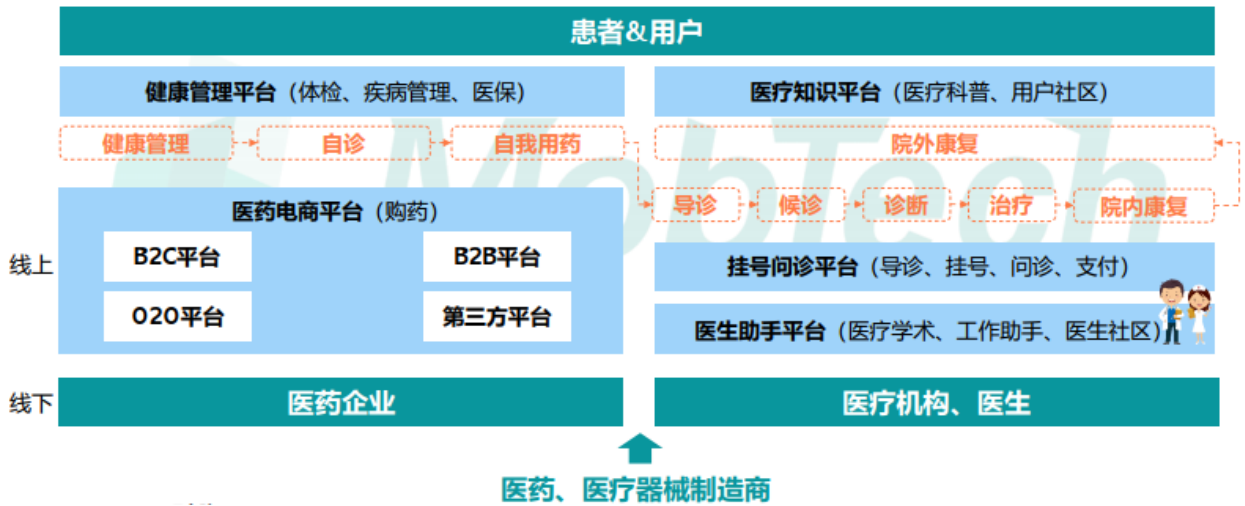 患者&用户
健康管理平台（体检、疾病管理、医保）
医疗知识平台（医疗科普、用户社区）
MobTech
健康管理
自诊
自我用药
院外康复
导诊
候诊
诊断
治疗
院内康复
医药电商平台（购药）
线上
B2C平台
B2B平台
O2O平台
第三方平台
挂号问诊平台（导诊、挂号、问诊、支付）
医生助手平台（医疗学术、工作助手、医生社区）
线下
医药企业
医疗机构、医生
医药、医疗器械制造商